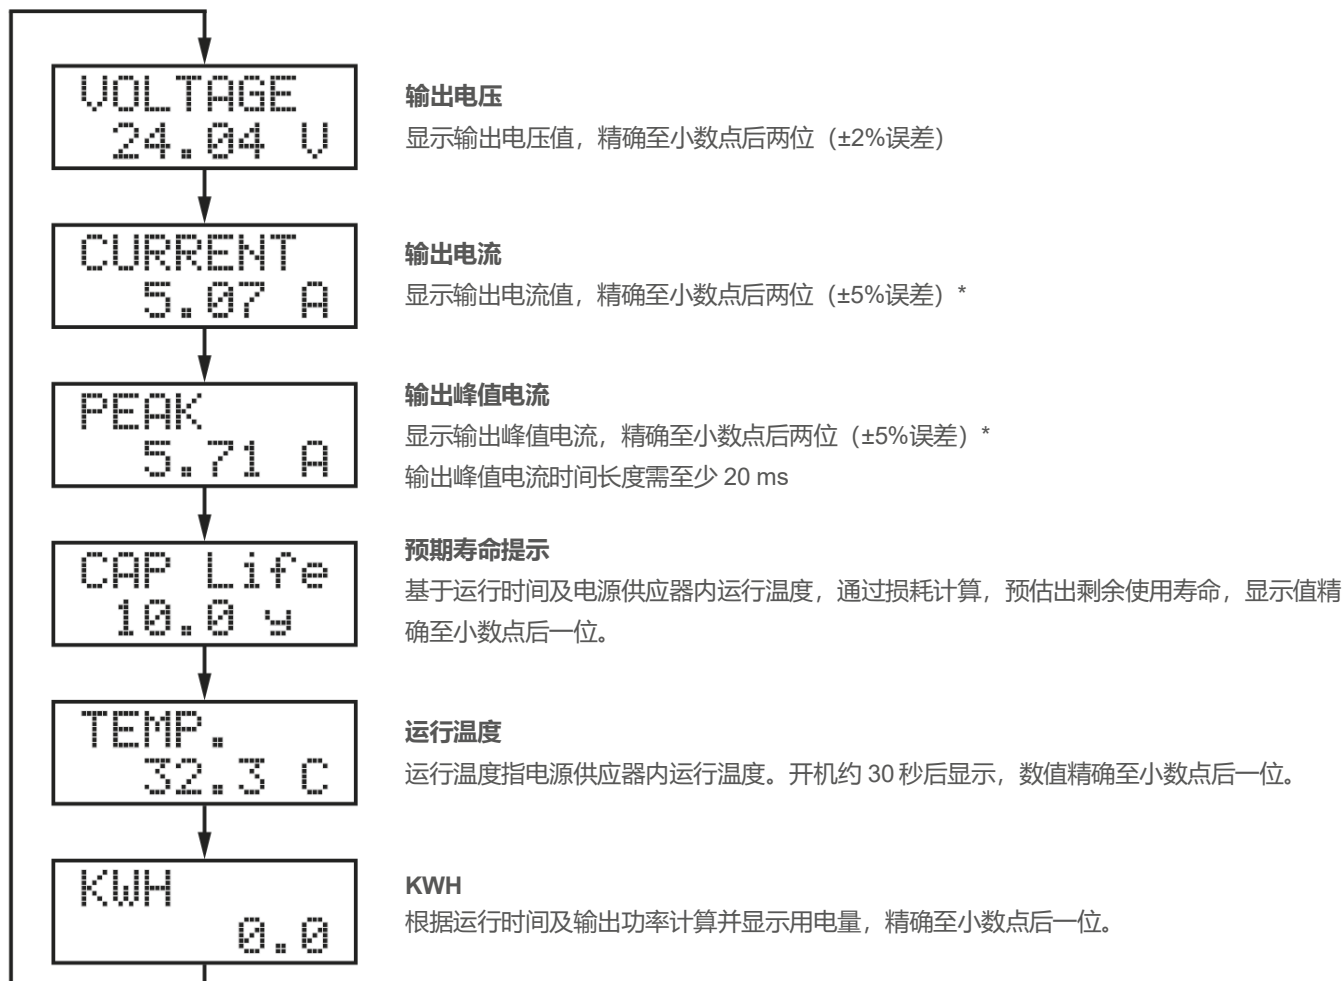 VOLTAGE
24.04 V
输出电压
显示输出电压值，精确至小数点后两位（±2%误差）
CURRENT
5.07 A
输出电流
显示输出电流值，精确至小数点后两位（±5%误差）*
PEAK
5.71 A
输出峰值电流
显示输出峰值电流，精确至小数点后两位（±5%误差）*
输出峰值电流时间长度需至少 20 ms
CAP Life
10.0 y
预期寿命提示
基于运行时间及电源供应器内运行温度，通过损耗计算，预估出剩余使用寿命，显示值精
确至小数点后一位。
TEMP.
32.3 C
运行温度
运行温度指电源供应器内运行温度。开机约 30 秒后显示，数值精确至小数点后一位。
KWH
0.0
KWH
根据运行时间及输出功率计算并显示用电量，精确至小数点后一位。